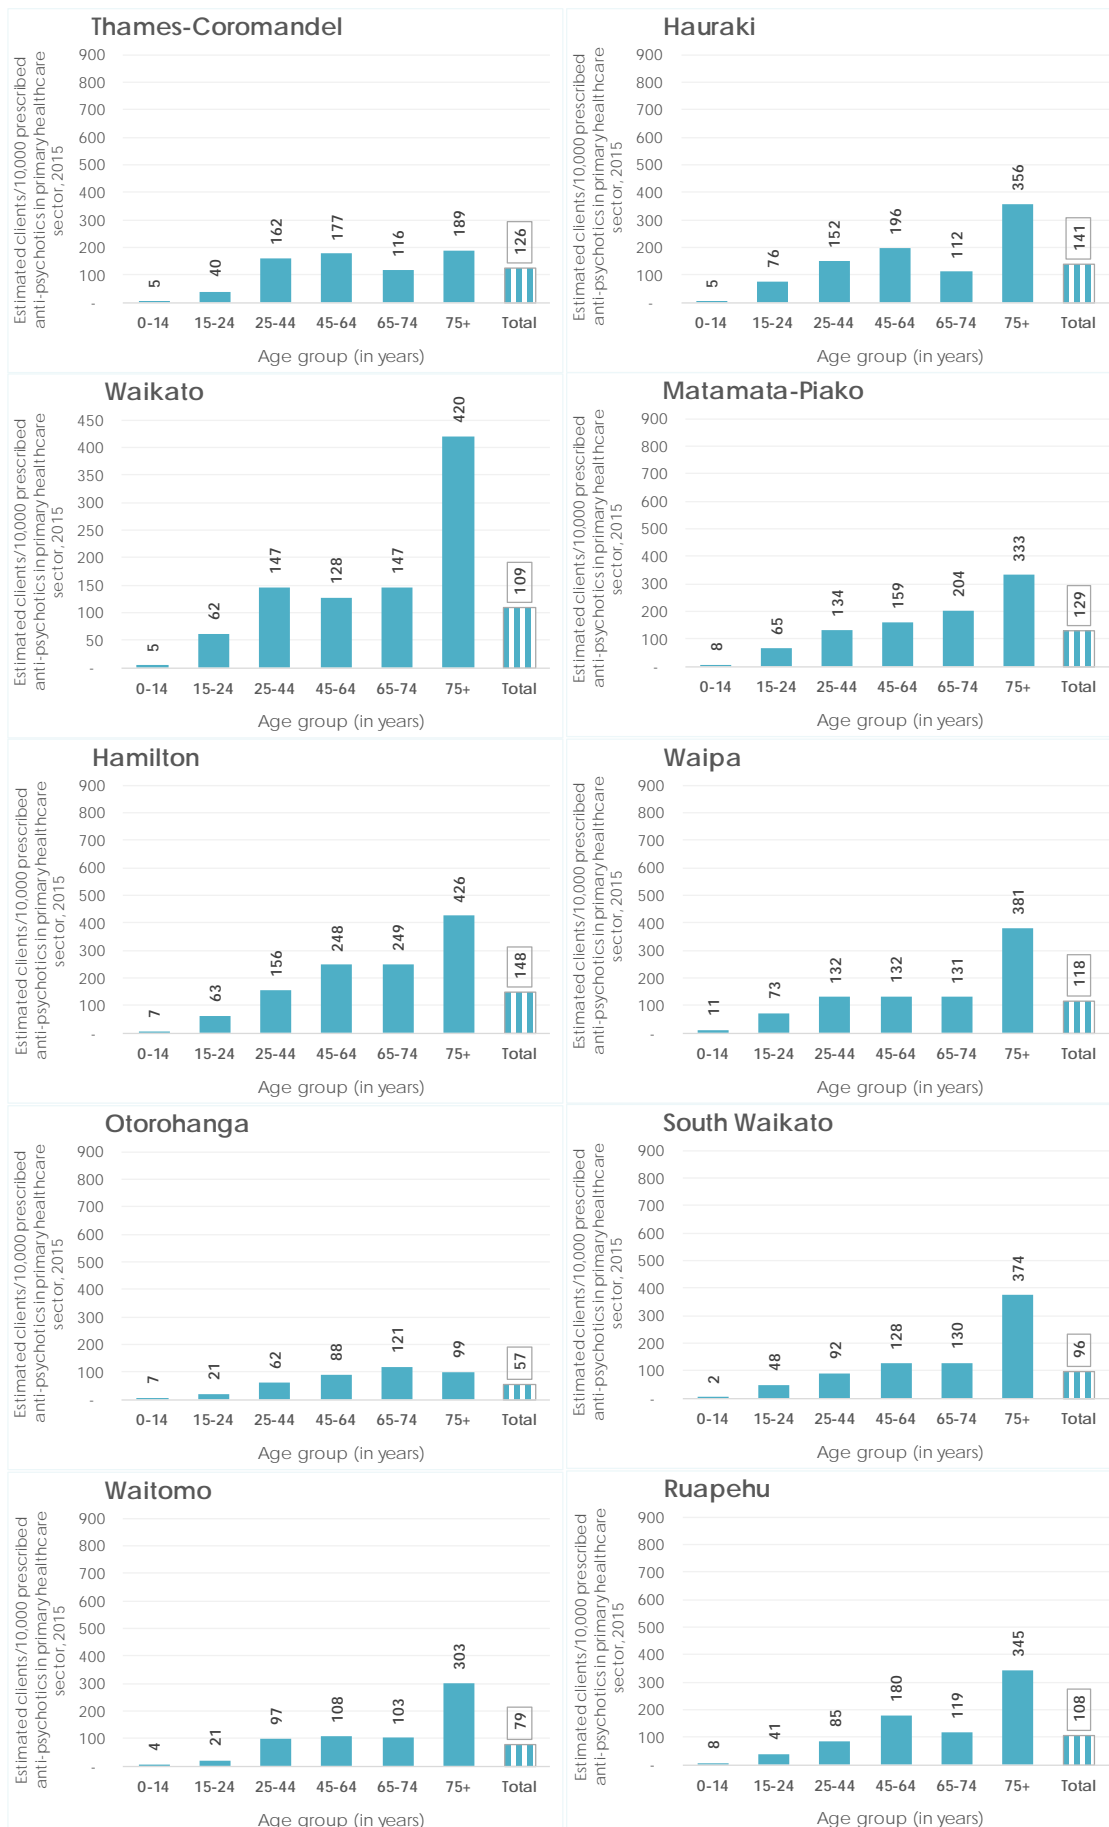 Thames-Coromandel
Estimated clients/10,000 prescribed
anti-psychotics in primary healthcare
sector, 2015
900
800
700
600
500
400
300
200
100
-
5
40
162
177
116
189
126
0-14 15-24 25-44 45-64 65-74 75+ Total
Age group (in years)
Hauraki
Estimated clients/10,000 prescribed
anti-psychotics in primary healthcare
sector, 2015
900
800
700
600
500
400
300
200
100
-
5
76
152
196
112
356
141
0-14 15-24 25-44 45-64 65-74 75+ Total
Age group (in years)
Waikato
Estimated clients/10,000 prescribed
anti-psychotics in primary healthcare
sector, 2015
450
400
350
300
250
200
150
100
50
-
5
62
147
128
147
420
109
0-14 15-24 25-44 45-64 65-74 75+ Total
Age group (in years)
Matamata-Piako
Estimated clients/10,000 prescribed
anti-psychotics in primary healthcare
sector, 2015
900
800
700
600
500
400
300
200
100
-
8
65
134
159
204
333
129
0-14 15-24 25-44 45-64 65-74 75+ Total
Age group (in years)
Hamilton
Estimated clients/10,000 prescribed
anti-psychotics in primary healthcare
sector, 2015
900
800
700
600
500
400
300
200
100
-
7
63
156
248
249
426
148
0-14 15-24 25-44 45-64 65-74 75+ Total
Age group (in years)
Waipa
Estimated clients/10,000 prescribed
anti-psychotics in primary healthcare
sector, 2015
900
800
700
600
500
400
300
200
100
-
11
73
132
132
131
381
118
0-14 15-24 25-44 45-64 65-74 75+ Total
Age group (in years)
Otorohanga
Estimated clients/10,000 prescribed
anti-psychotics in primary healthcare
sector, 2015
900
800
700
600
500
400
300
200
100
-
7
21
62
88
121
99
57
0-14 15-24 25-44 45-64 65-74 75+ Total
Age group (in years)
South Waikato
Estimated clients/10,000 prescribed
anti-psychotics in primary healthcare
sector, 2015
900
800
700
600
500
400
300
200
100
-
2
48
92
128
130
374
96
0-14 15-24 25-44 45-64 65-74 75+ Total
Age group (in years)
Waitomo
Estimated clients/10,000 prescribed
anti-psychotics in primary healthcare
sector, 2015
900
800
700
600
500
400
300
200
100
-
4
21
97
108
103
303
79
0-14 15-24 25-44 45-64 65-74 75+ Total
Age group (in years)
Ruapehu
Estimated clients/10,000 prescribed
anti-psychotics in primary healthcare
sector, 2015
900
800
700
600
500
400
300
200
100
-
8
41
85
180
119
345
108
0-14 15-24 25-44 45-64 65-74 75+ Total
Age group (in years)